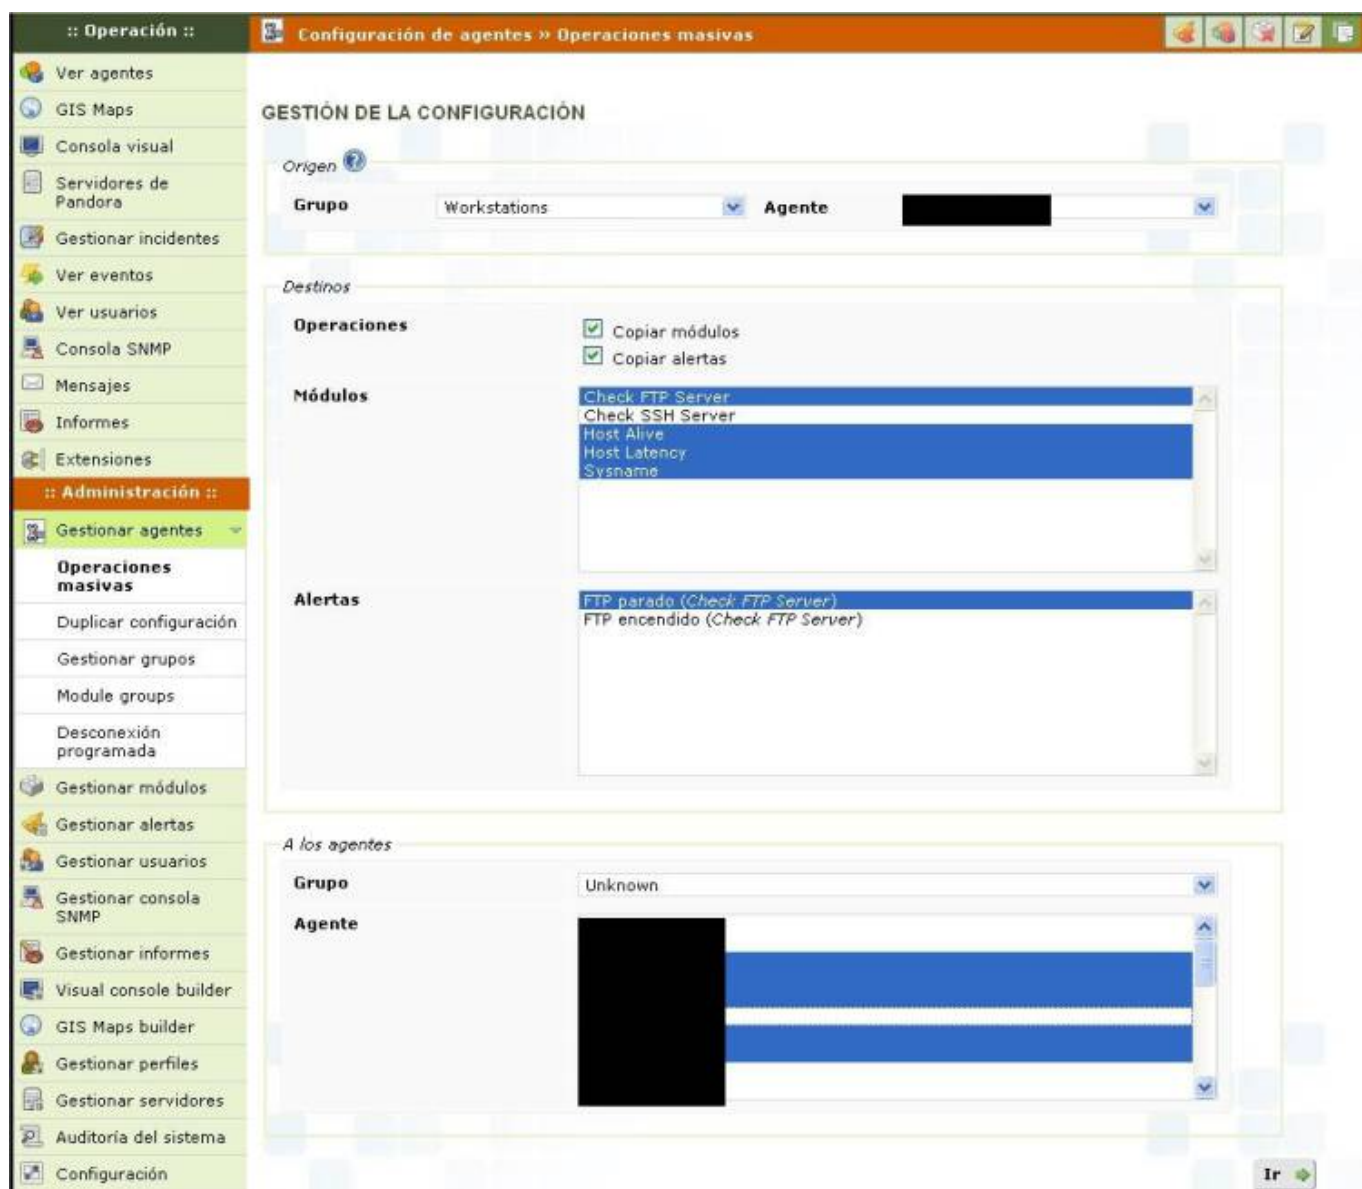 :: Operación ::
Ver agentes
GIS Maps
Consola visual
Servidores de
Pandora
Gestionar incidentes
Ver eventos
Ver usuarios
Consola SNMP
Mensajes
Informes
Extensiones
:: Administración ::
Gestionar agentes
Operaciones
masivas
Duplicar configuración
Gestionar grupos
Module groups
Desconexión
programada
Gestionar módulos
Gestionar alertas
Gestionar usuarios
Gestionar consola
SNMP
Gestionar informes
Visual console builder
GIS Maps builder
Gestionar perfiles
Gestionar servidores
Auditoría del sistema
Configuración
Configuración de agentes » Operaciones masivas
GESTIÓN DE LA CONFIGURACIÓN
Origen
Grupo Workstations Agente
Destinos
Operaciones Copiar módulos
Copiar alertas
Módulos Check FTP Server
Check SSH Server
Host Alive
Host Latency
Sysname
Alertas FTP parado (Check FTP Server)
FTP encendido (Check FTP Server)
A los agentes
Grupo Unknown
Agente
Ir